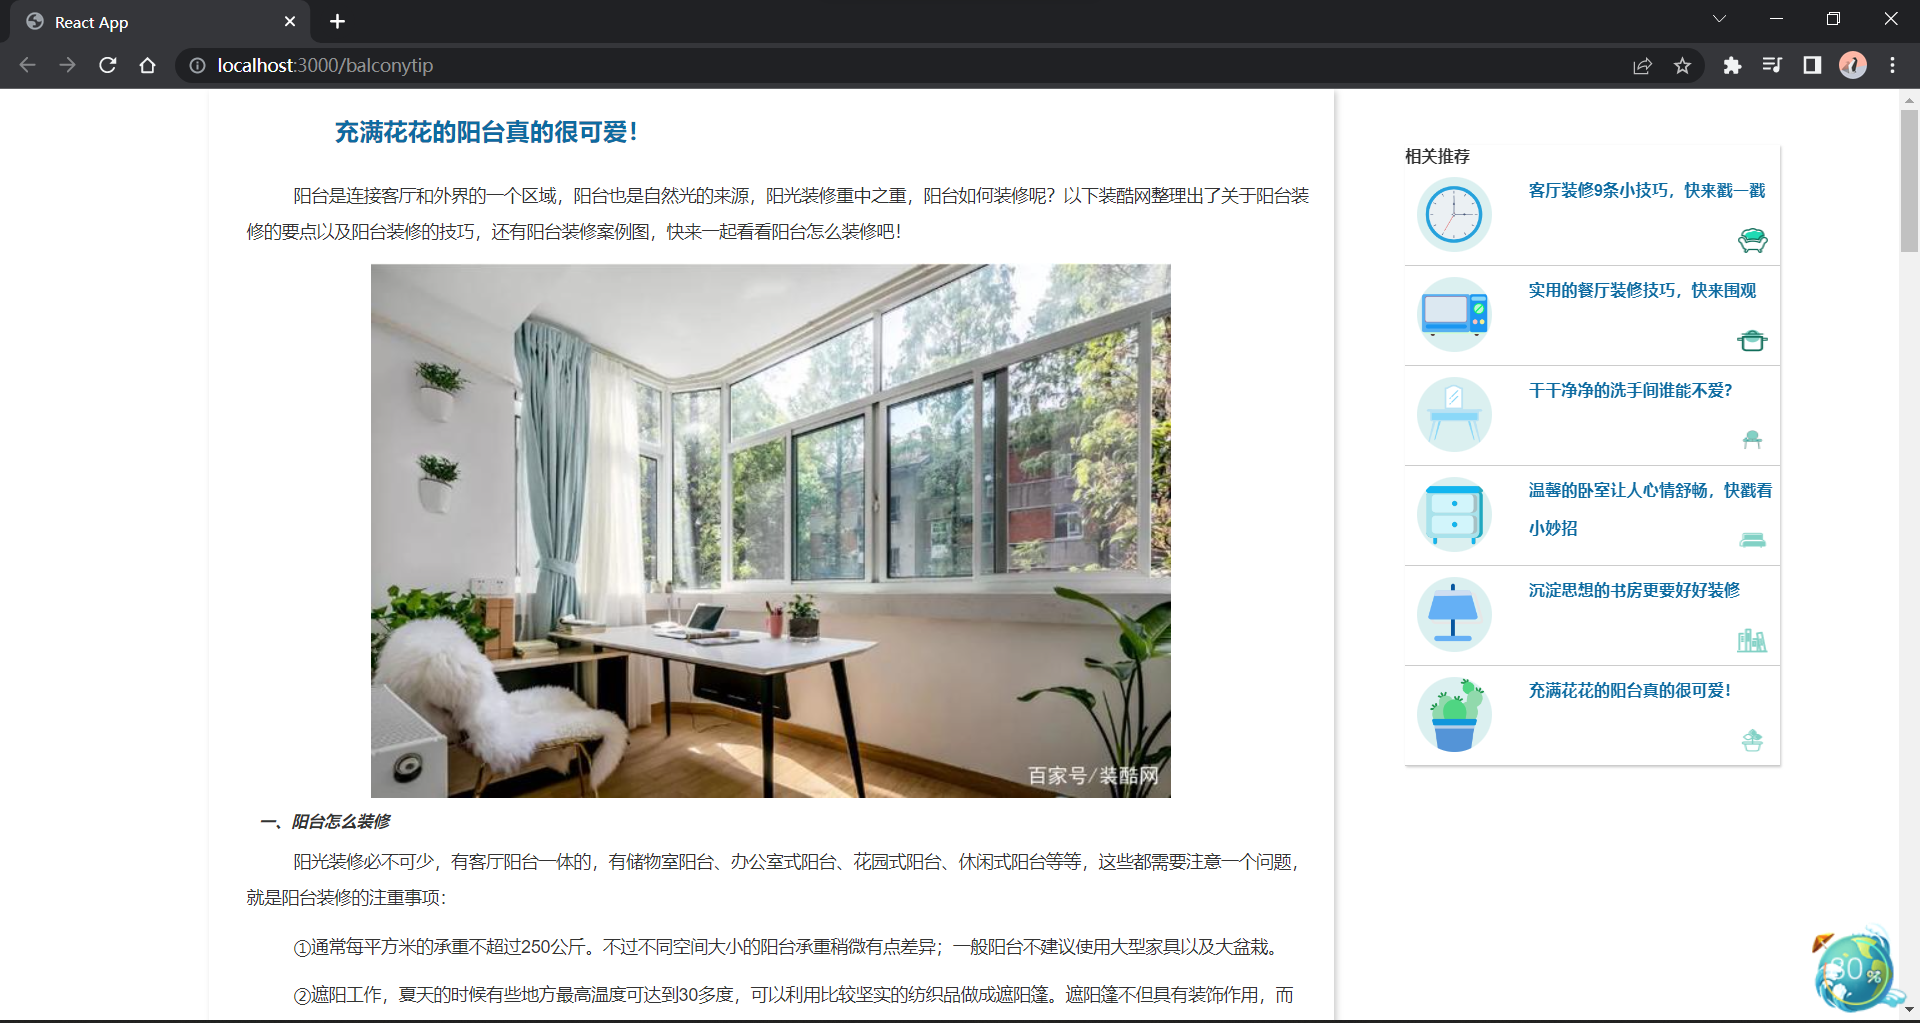 React App
localhost:3000/balconytip
充满花花的阳台真的很可爱！
阳台是连接客厅和外界的一个区域，阳台也是自然光的来源，阳光装修重中之重，阳台如何装修呢？以下装酷网整理出了关于阳台装
修的要点以及阳台装修的技巧，还有阳台装修案例图，快来一起看看阳台怎么装修吧！
百家号/装酷网
一、阳台怎么装修
阳光装修必不可少，有客厅阳台一体的，有储物室阳台、办公室式阳台、花园式阳台、休闲式阳台等等，这些都需要注意一个问题，
就是阳台装修的注重事项：
①通常每平方米的承重不超过250公斤。不过不同空间大小的阳台承重稍微有点差异；一般阳台不建议使用大型家具以及大盆栽。
②遮阳工作，夏天的时候有些地方最高温度可达到30多度，可以利用比较坚实的纺织品做成遮阳篷。遮阳篷不但具有装饰作用，而
相关推荐
客厅装修9条小技巧，快来戳一戳
实用的餐厅装修技巧，快来围观
干干净净的洗手间谁能不爱？
温馨的卧室让人心情舒畅，快戳看
小妙招
沉淀思想的书房更要好好装修
充满花花的阳台真的很可爱！
80%